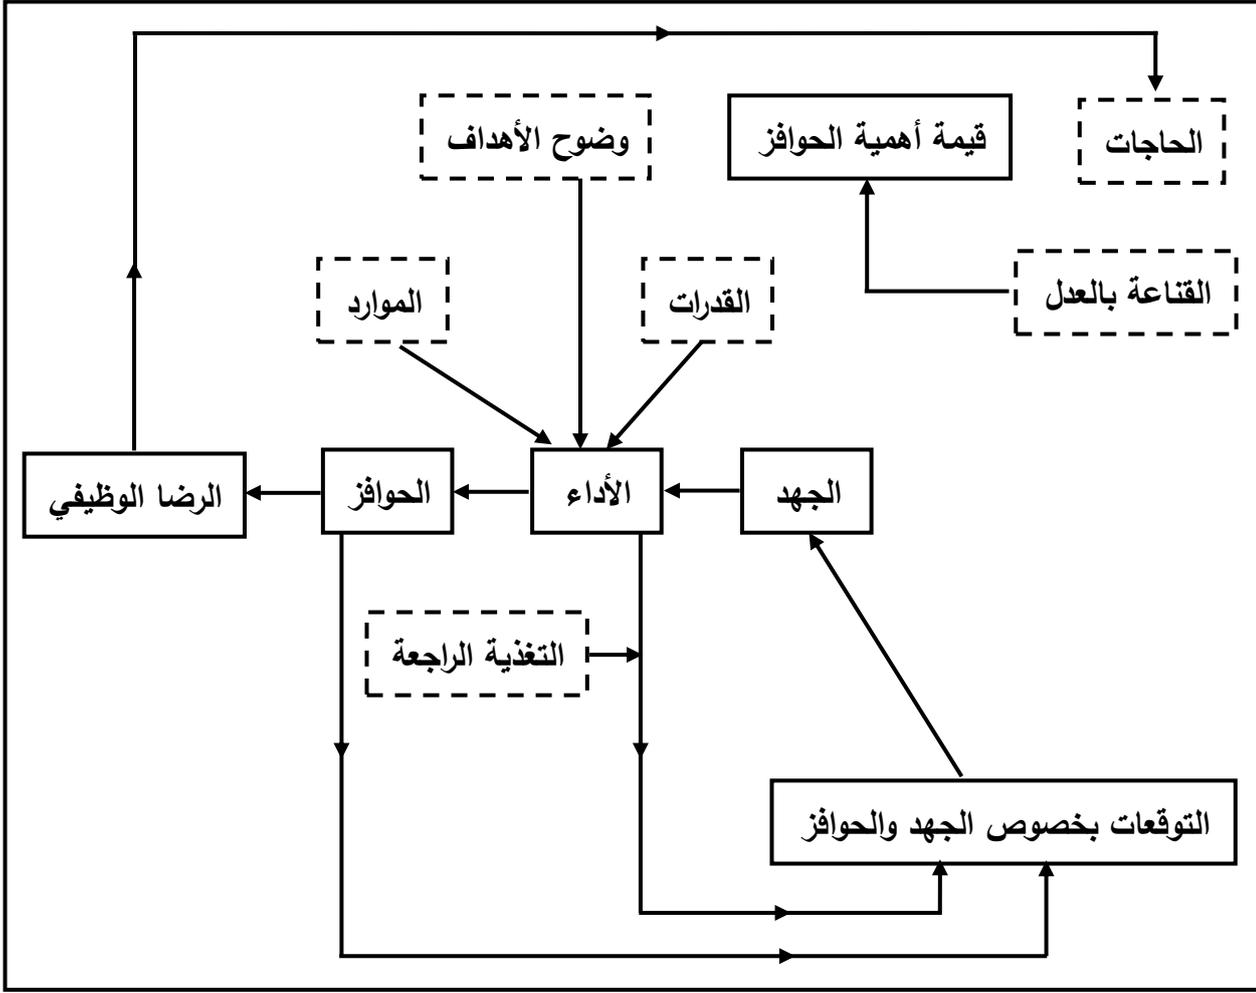 الحاجات
قيمة أهمية الحوافز
وضوح الأهداف
القناعة بالعدل
القدرات
الموارد
الجهد
الأداء
الحوافز
الرضا الوظيفي
التغذية الراجعة
التوقعات بخصوص الجهد والحوافز